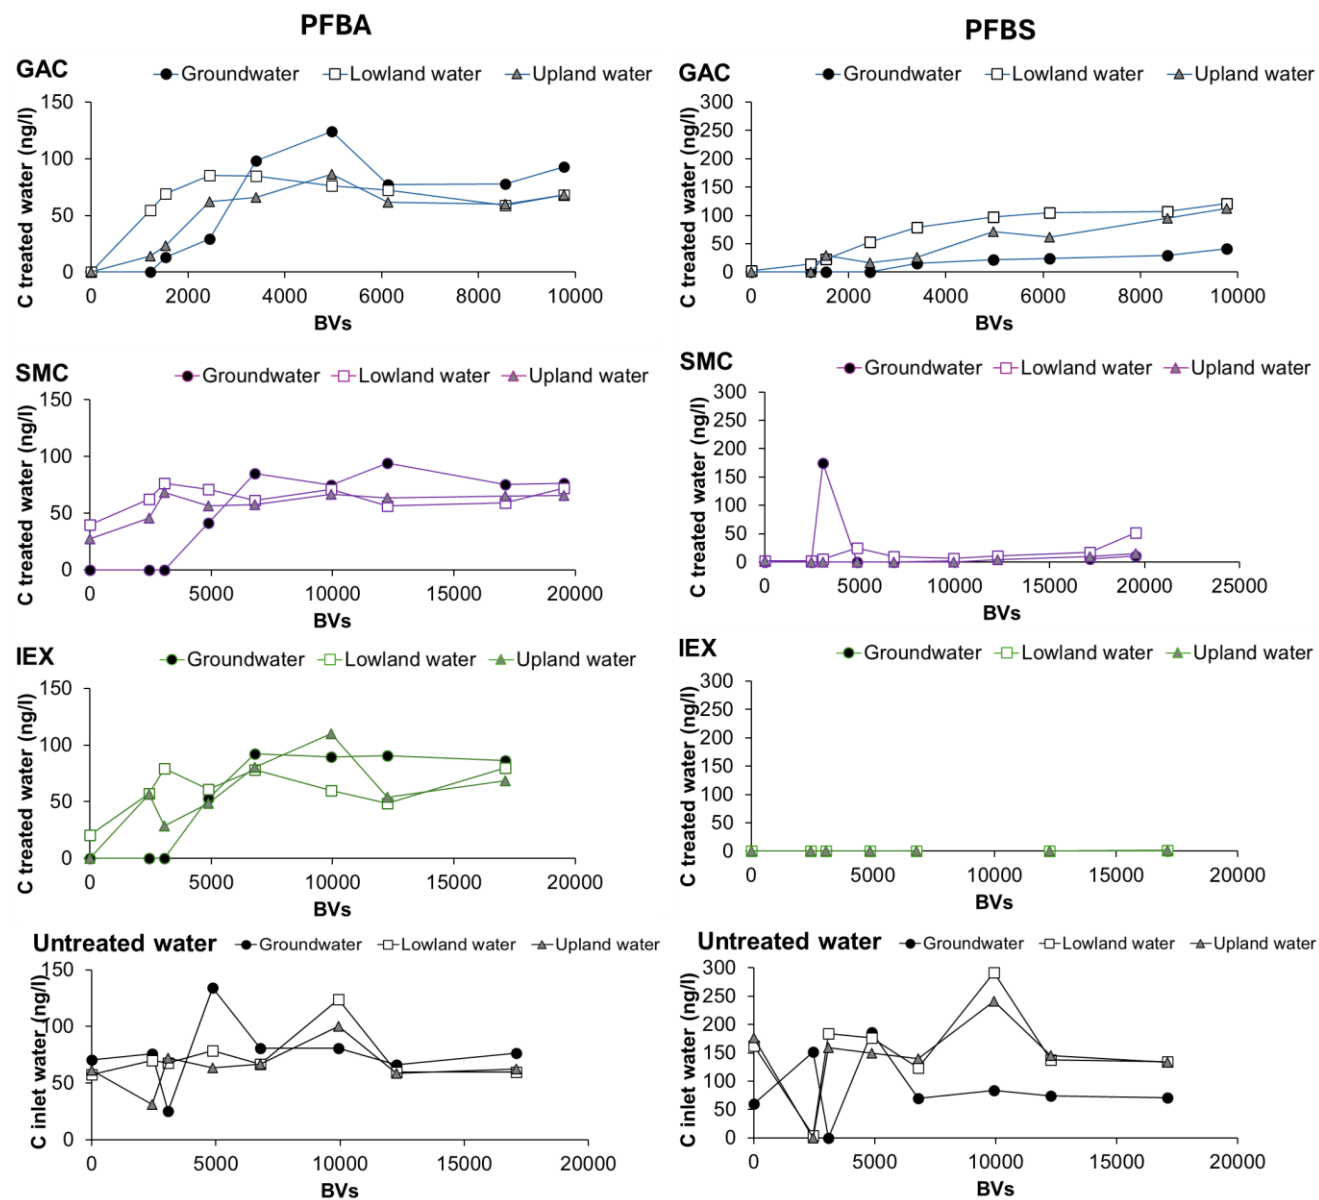 PFBA
GAC
Groundwater Lowland water Upland water
C treated water (ng/l)
150
100
50
0
0 2000 4000 6000 8000 10000
BVs
SMC
Groundwater Lowland water Upland water
C treated water (ng/l)
150
100
50
0
0 5000 10000 15000 20000
BVs
IEX
Groundwater Lowland water Upland water
C treated water (ng/l)
150
100
50
0
0 5000 10000 15000 20000
BVs
Untreated water
Groundwater Lowland water Upland water
C inlet water (ng/l)
150
100
50
0
0 5000 10000 15000 20000
BVs
PFBS
GAC
Groundwater Lowland water Upland water
C treated water (ng/l)
300
250
200
150
100
50
0
0 2000 4000 6000 8000 10000
BVs
SMC
Groundwater Lowland water Upland water
C treated water (ng/l)
300
250
200
150
100
50
0
0 5000 10000 15000 20000 25000
BVs
IEX
Groundwater Lowland water Upland water
C treated water (ng/l)
300
250
200
150
100
50
0
0 5000 10000 15000 20000
BVs
Untreated water
Groundwater Lowland water Upland water
C inlet water (ng/l)
300
250
200
150
100
50
0
0 5000 10000 15000 20000
BVs